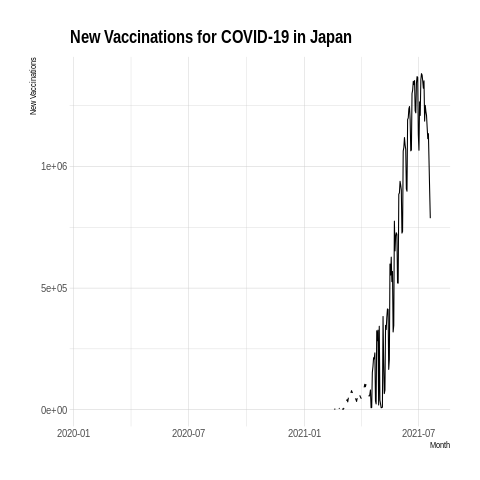 New Vaccinations for COVID-19 in Japan
New Vaccinations
1e+06
5e+05
0e+00
2020-01 2020-07 2021-01 2021-07
Month